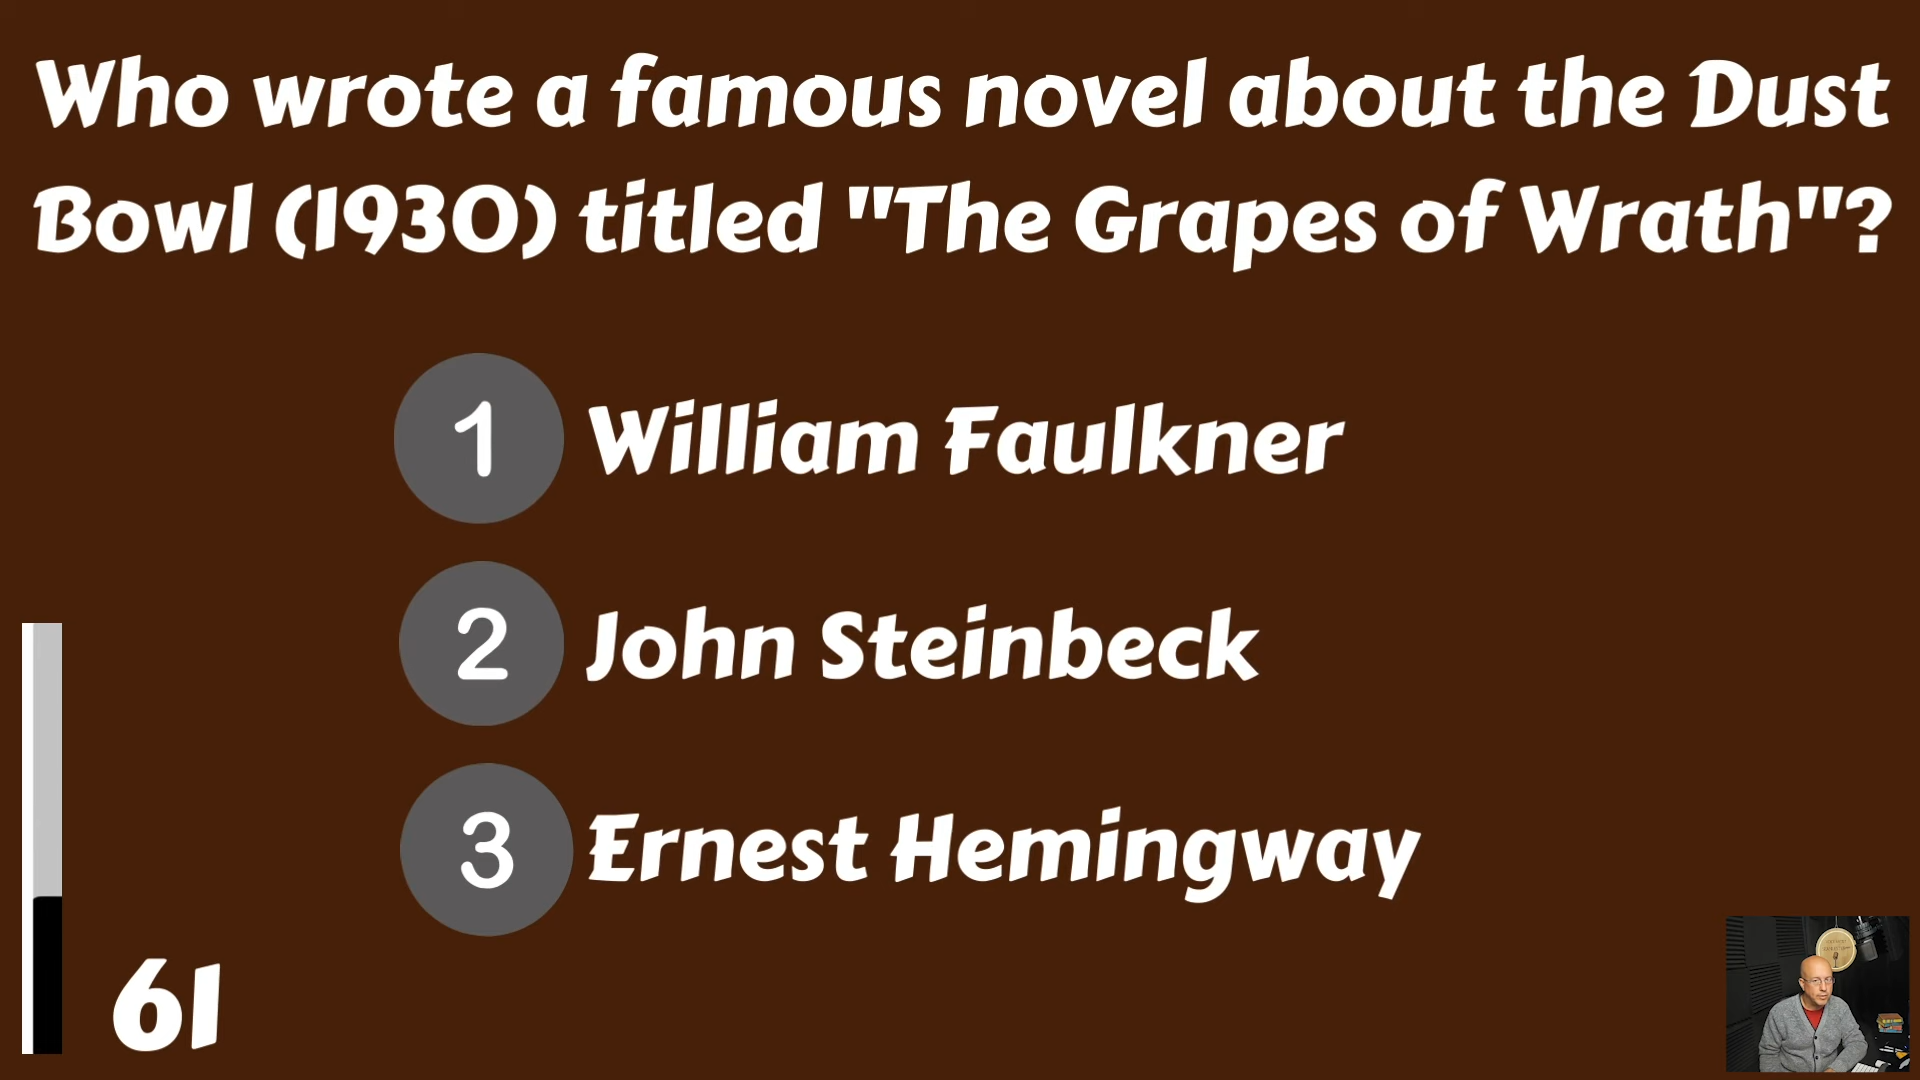 Who wrote a famous novel about the Dust
Bowl (1930) titled "The Grapes of Wrath"?
1 William Faulkner
2 John Steinbeck
3 Ernest Hemingway
61